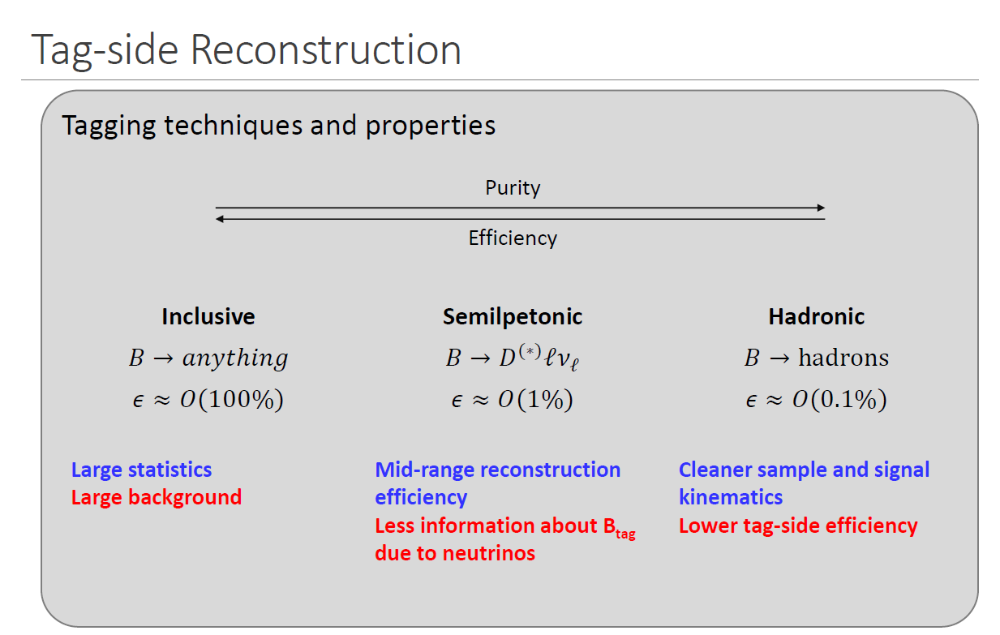 Tag-side Reconstruction
Tagging techniques and properties
Purity
Efficiency
Inclusive
B → anything
ϵ ≈ O(100%)
Large statistics
Large background
Semilpetonic
B → D(*)ℓνℓ
ϵ ≈ O(1%)
Mid-range reconstruction
efficiency
Less information about Btag
due to neutrinos
Hadronic
B → hadrons
ϵ ≈ O(0.1%)
Cleaner sample and signal
kinematics
Lower tag-side efficiency